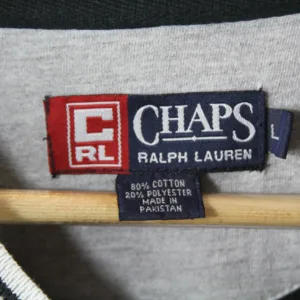 C
RL
CHAPS
RALPH LAUREN
L
80% COTTON
20% POLYESTER
MADE IN
PAKISTAN